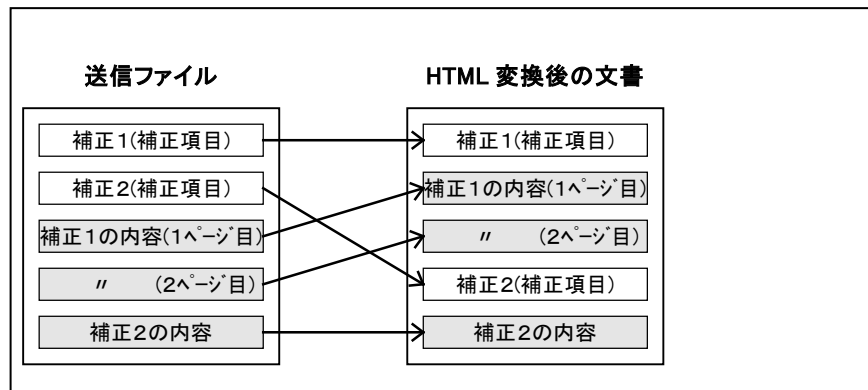 送信ファイル
補正1(補正項目)
補正2(補正項目)
補正1の内容(1ﾍﾟｰｼﾞ目)
〃 (2ﾍﾟｰｼﾞ目)
補正2の内容
HTML 変換後の文書
補正1(補正項目)
補正1の内容(1ﾍﾟｰｼﾞ目)
〃 (2ﾍﾟｰｼﾞ目)
補正2(補正項目)
補正2の内容